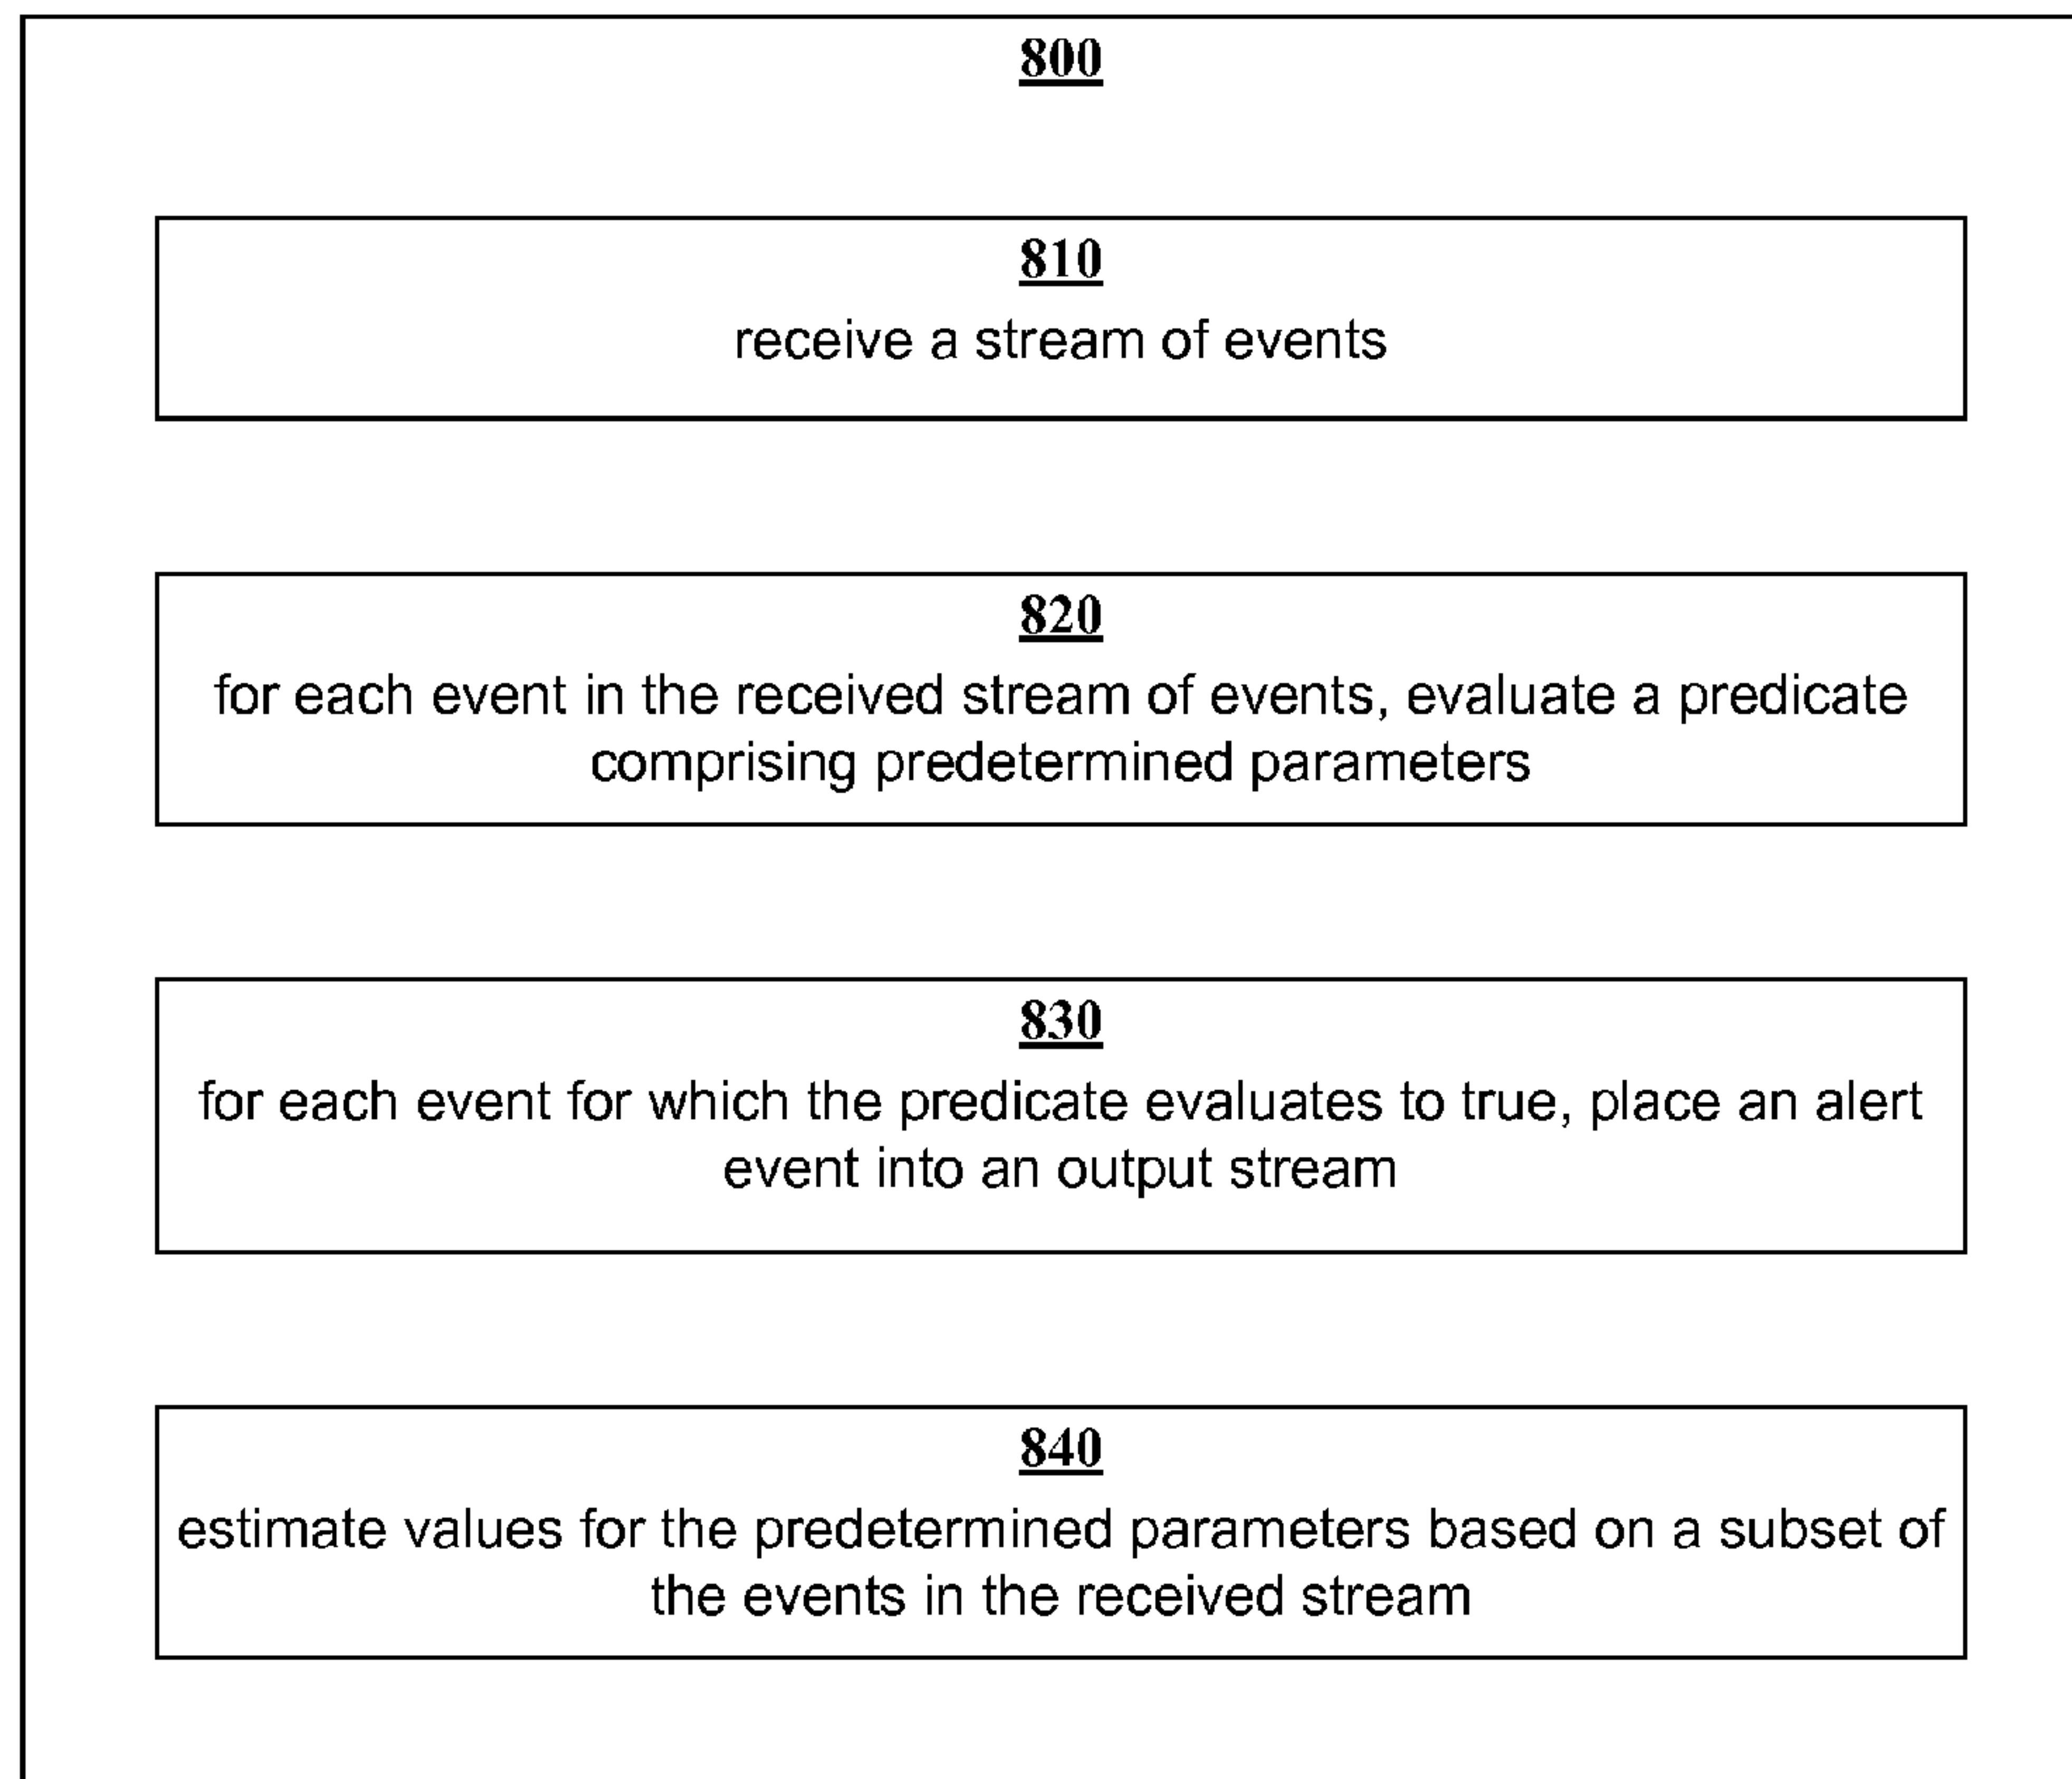 800
810
receive a stream of events
820
for each event in the received stream of events, evaluate a predicate
comprising predetermined parameters
830
for each event for which the predicate evaluates to true, place an alert
event into an output stream
840
estimate values for the predetermined parameters based on a subset of
the events in the received stream